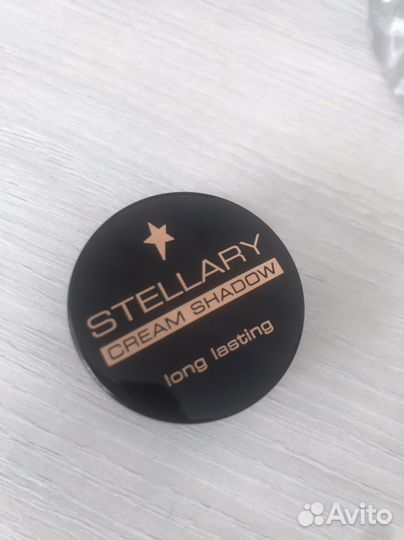 STELLARY
CREAM SHADOW
long lasting
Avito